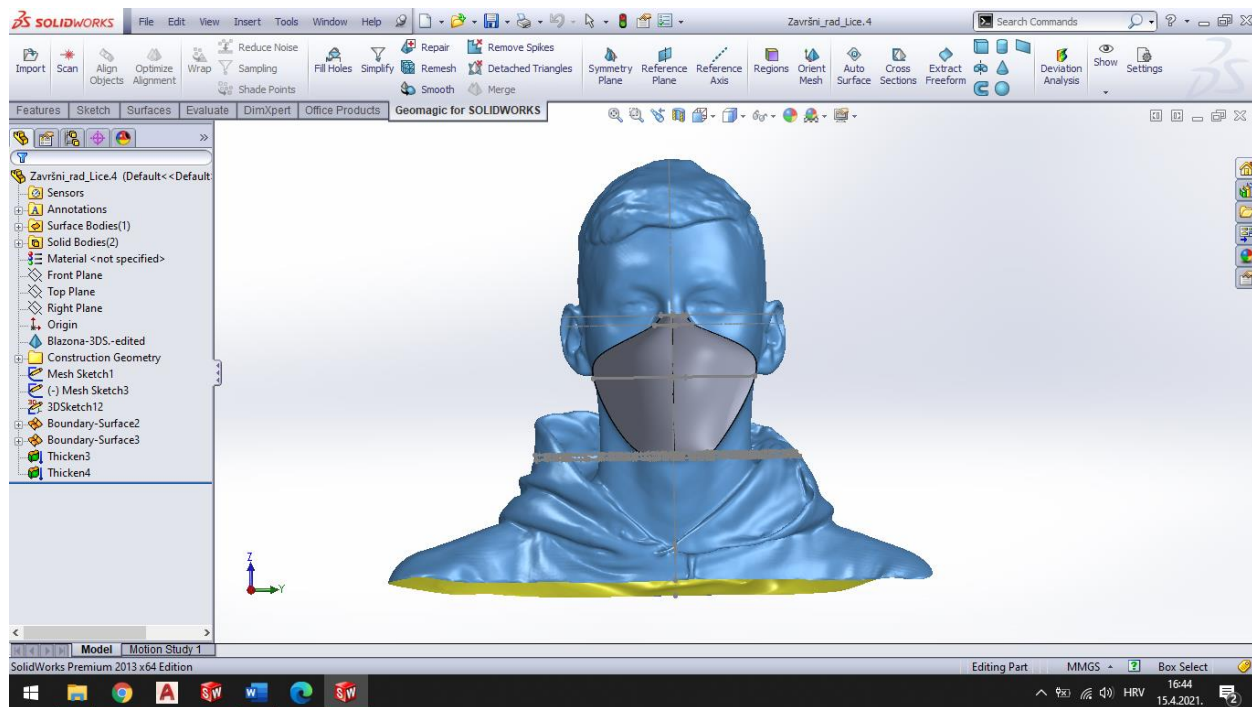 SOLIDWORKS File Edit View Insert Tools Window Help Završni_rad_Lice.4 Search Commands
Import Scan Align Objects Optimize Alignment Wrap Reduce Noise Sampling Shade Points Fill Holes Simplify Repair Remesh Smooth Remove Spikes Detached Triangles Merge Symmetry Plane Reference Plane Reference Axis Regions Orient Mesh Auto Surface Cross Sections Extract Freeform Deviation Analysis Show Settings
Features Sketch Surfaces Evaluate DimXpert Office Products Geomagic for SOLIDWORKS
Završni_rad_Lice.4 (Default<<Default
Sensors
Annotations
Surface Bodies(1)
Solid Bodies(2)
Material <not specified>
Front Plane
Top Plane
Right Plane
Origin
Blazona-3DS.-edited
Construction Geometry
Mesh Sketch1
(-) Mesh Sketch3
3DSketch12
Boundary-Surface2
Boundary-Surface3
Thicken3
Thicken4
Z
Y
Model Motion Study 1
SolidWorks Premium 2013 x64 Edition Editing Part MMGS Box Select
HRV 16:44
15.4.2021.